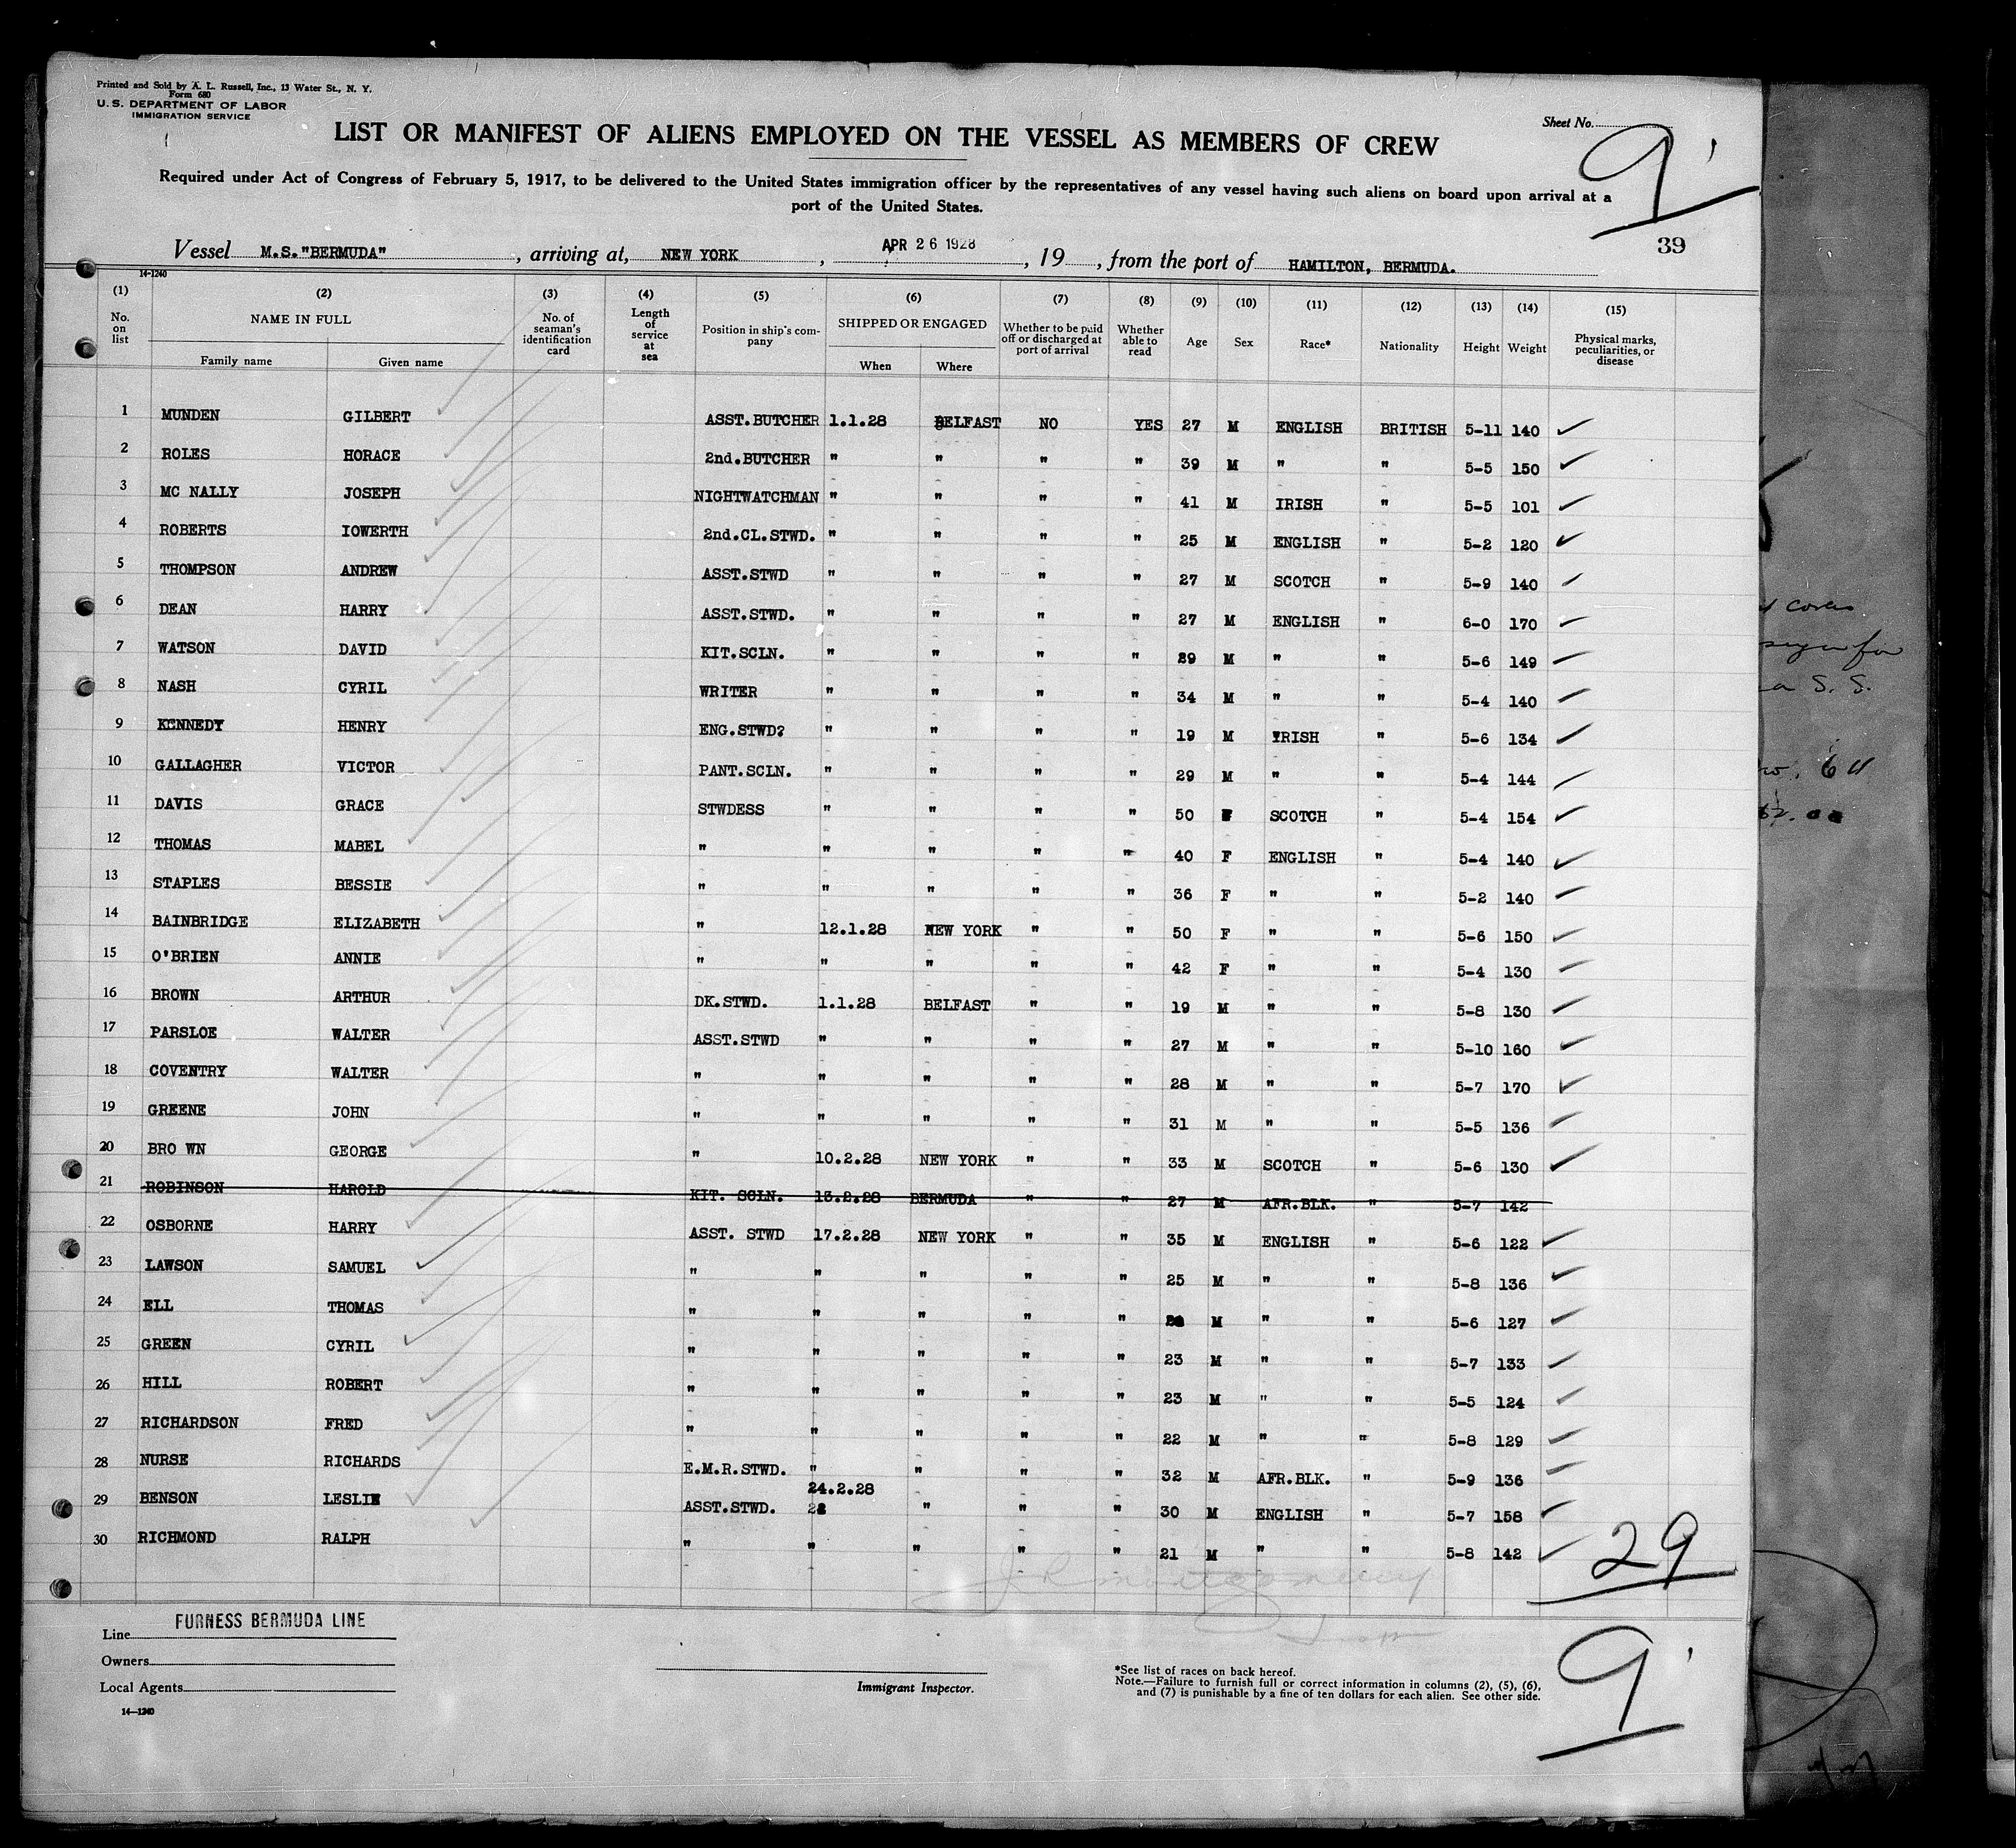 Printed and Sold by A. L. Russell, Inc., 13 Water St., N. Y.
Form 680
U. S. DEPARTMENT OF LABOR
IMMIGRATION SERVICE
Sheet No. 9
LIST OR MANIFEST OF ALIENS EMPLOYED ON THE VESSEL AS MEMBERS OF CREW
Required under Act of Congress of February 5, 1917, to be delivered to the United States immigration officer by the representatives of any vessel having such aliens on board upon arrival at a
port of the United States.
39
Vessel M.S."BERMUDA", arriving at, NEW YORK, APR 26 1928, 19, from the port of HAMILTON, BERMUDA.
14-1240
(1) (2) (3) (4) (5) (6) (7) (8) (9) (10) (11) (12) (13) (14) (15)
No. on list NAME IN FULL No. of seaman's identification card Length of service at sea Position in ship's company SHIPPED OR ENGAGED Whether to be paid off or discharged at port of arrival Whether able to read Age Sex Race* Nationality Height Weight Physical marks, peculiarities, or disease
Family name Given name When Where
1 MUNDEN GILBERT ASST.BUTCHER 1.1.28 BELFAST NO YES 27 M ENGLISH BRITISH 5-11 140
2 ROLES HORACE 2nd.BUTCHER " " " " 39 M " " 5-5 150
3 MC NALLY JOSEPH NIGHTWATCHMAN " " " " 41 M IRISH " 5-5 101
4 ROBERTS IOWERTH 2nd.CL.STWD. " " " " 25 M ENGLISH " 5-2 120
5 THOMPSON ANDREW ASST.STWD " " " " 27 M SCOTCH " 5-9 140
6 DEAN HARRY ASST.STWD. " " " " 27 M ENGLISH " 6-0 170
7 WATSON DAVID KIT.SCLN. " " " " 29 M " " 5-6 149
8 NASH CYRIL WRITER " " " " 34 M " " 5-4 140
9 KENNEDY HENRY ENG.STWD? " " " " 19 M IRISH " 5-6 134
10 GALLAGHER VICTOR PANT.SCLN. " " " " 29 M " " 5-4 144
11 DAVIS GRACE STWDESS " " " " 50 F SCOTCH " 5-4 154
12 THOMAS MABEL " " " " " 40 F ENGLISH " 5-4 140
13 STAPLES BESSIE " " " " " 36 F " " 5-2 140
14 BAINBRIDGE ELIZABETH " 12.1.28 NEW YORK " " 50 F " " 5-6 150
15 O'BRIEN ANNIE " " " " " 42 F " " 5-4 130
16 BROWN ARTHUR DK.STWD. 1.1.28 BELFAST " " 19 M " " 5-8 130
17 PARSLOE WALTER ASST.STWD " " " " 27 M " " 5-10 160
18 COVENTRY WALTER " " " " " 28 M " " 5-7 170
19 GREENE JOHN " " " " " 31 M " " 5-5 136
20 BRO WN GEORGE " 10.2.28 NEW YORK " " 33 M SCOTCH " 5-6 130
21 ROBINSON HAROLD KIT. SCLN. 13.2.28 BERMUDA " " 27 M AFR.BLK. " 5-7 142
22 OSBORNE HARRY ASST. STWD 17.2.28 NEW YORK " " 35 M ENGLISH " 5-6 122
23 LAWSON SAMUEL " " " " " 25 M " " 5-8 136
24 ELL THOMAS " " " " " M " " 5-6 127
25 GREEN CYRIL " " " " " 23 M " " 5-7 133
26 HILL ROBERT " " " " " 23 M " " 5-5 124
27 RICHARDSON FRED " " " " " 22 M " " 5-8 129
28 NURSE RICHARDS E.M.R.STWD. " " " " 32 M AFR.BLK. " 5-9 136
29 BENSON LESLIE ASST.STWD. 24.2.28 " " " 30 M ENGLISH " 5-7 158
30 RICHMOND RALPH " " " " " 21 M " " 5-8 142
29
Line FURNESS BERMUDA LINE
Owners
Local Agents
14—1240
Immigrant Inspector.
*See list of races on back hereof.
Note.—Failure to furnish full or correct information in columns (2), (5), (6),
and (7) is punishable by a fine of ten dollars for each alien. See other side.
9